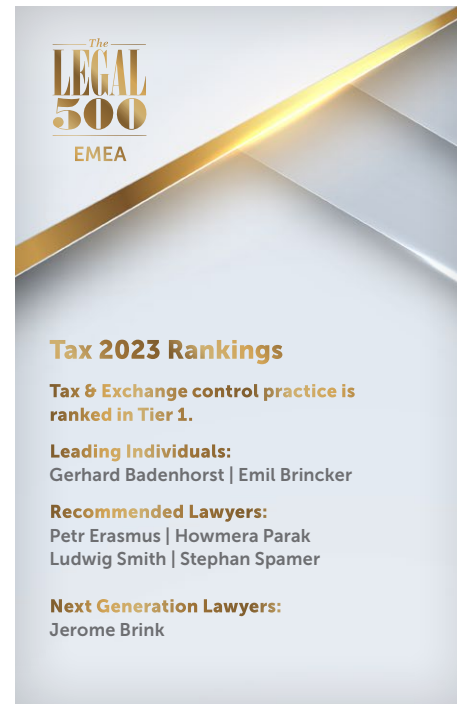 The
LEGAL
500
EMEA
Tax 2023 Rankings
Tax & Exchange control practice is
ranked in Tier 1.
Leading Individuals:
Gerhard Badenhorst | Emil Brincker
Recommended Lawyers:
Petr Erasmus | Howmera Parak
Ludwig Smith | Stephan Spamer
Next Generation Lawyers:
Jerome Brink